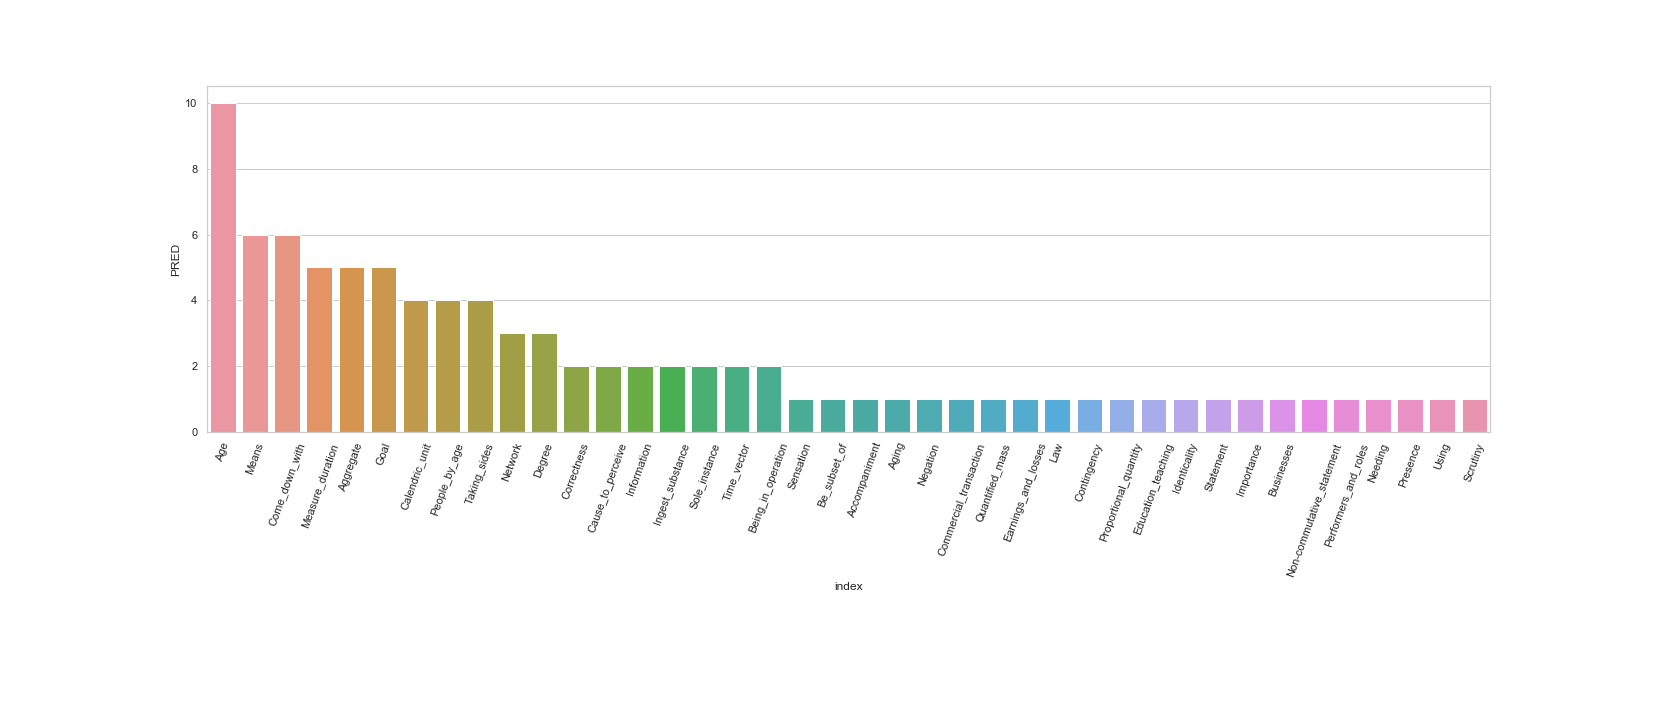 10
8
6
4
2
0
PRED
Age
Means
Come_down_with
Measure_duration
Aggregate
Goal
Calendric_unit
People_by_age
Taking_sides
Network
Degree
Correctness
Cause_to_perceive
Information
Ingest_substance
Sole_instance
Time_vector
Being_in_operation
Sensation
Be_subset_of
Accompaniment
Aging
Negation
Commercial_transaction
Quantified_mass
Earnings_and_losses
Law
Contingency
Proportional_quantity
Education_teaching
Identicality
Statement
Importance
Businesses
Non-commutative_statement
Performers_and_roles
Needing
Presence
Using
Scrutiny
index